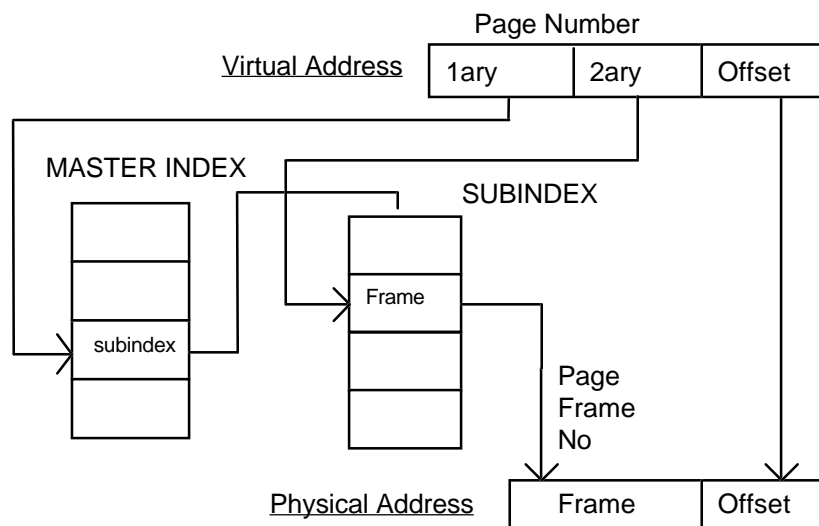 Page Number
Virtual Address
1ary
2ary
Offset
MASTER INDEX
SUBINDEX
Frame
subindex
Page
Frame
No
Physical Address
Frame
Offset